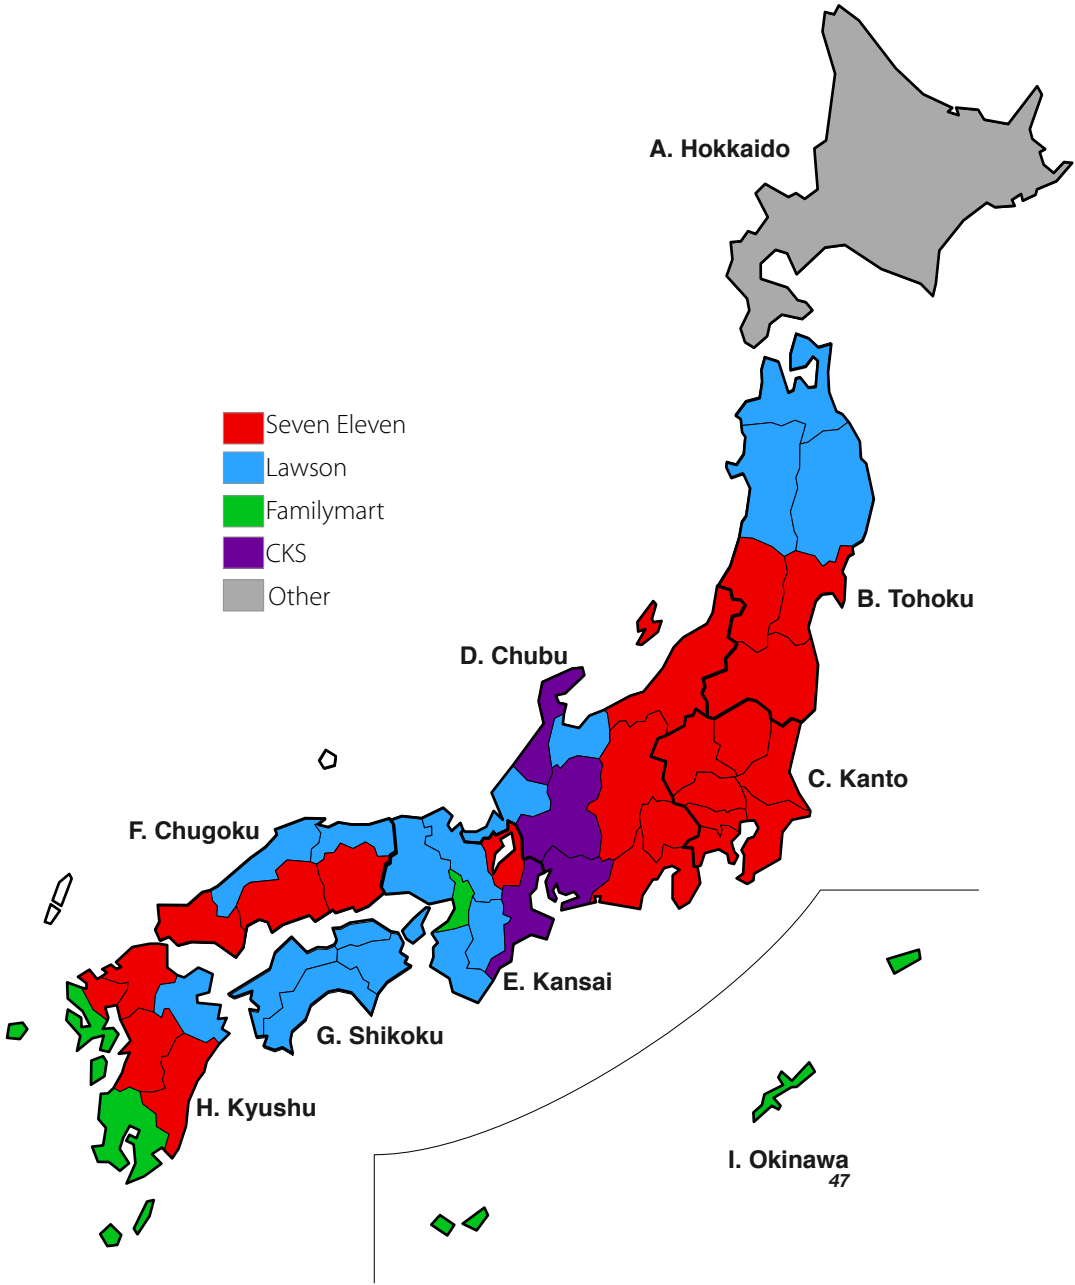 A. Hokkaido
Seven Eleven
Lawson
Familymart
CKS
Other
B. Tohoku
D. Chubu
C. Kanto
F. Chugoku
E. Kansai
G. Shikoku
H. Kyushu
I. Okinawa
47